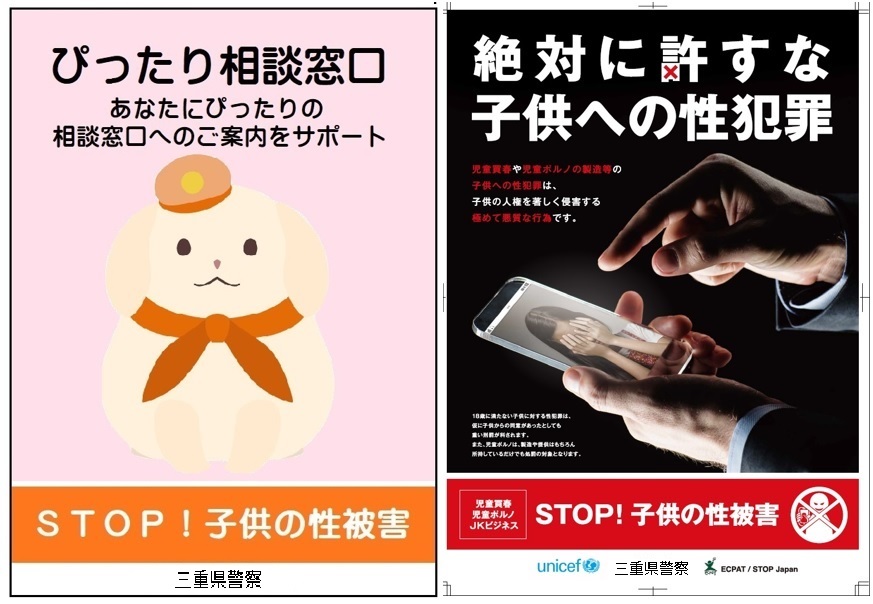 ぴったり相談窓口
あなたにぴったりの
相談窓口へのご案内をサポート
STOP！子供の性被害
三重県警察
絶対に許すな
子供への性犯罪
児童買春や児童ポルノの製造等の
子供への性犯罪は、
子供の人権を著しく侵害する
極めて悪質な行為です。
18歳に満たない子供に対する性犯罪は、
仮に子供からの同意があったとしても
重い刑罰が科されます。
また、児童ポルノは、製造や提供はもちろん
所持しているだけでも処罰の対象となります。
児童買春
児童ポルノ
JKビジネス
STOP! 子供の性被害
unicef
三重県警察
ECPAT / STOP Japan